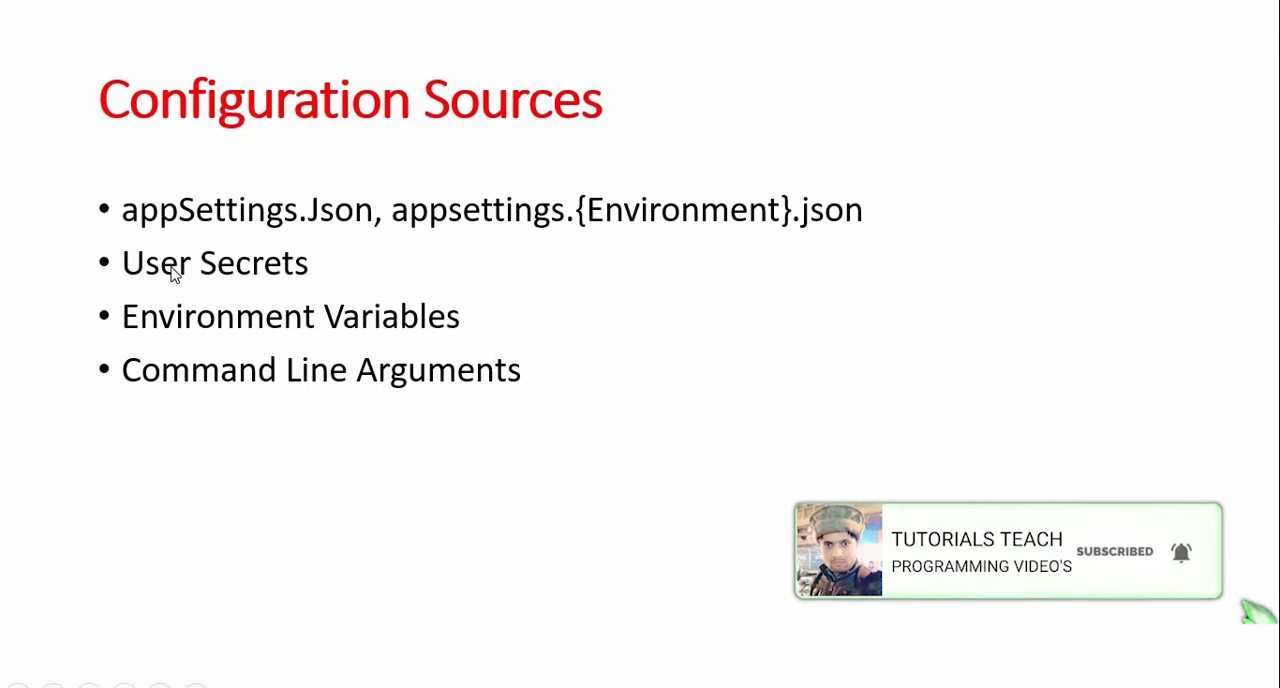 Configuration Sources
• appSettings.Json, appsettings.{Environment}.json
• User Secrets
• Environment Variables
• Command Line Arguments
TUTORIALS TEACH
PROGRAMMING VIDEO'S
SUBSCRIBED